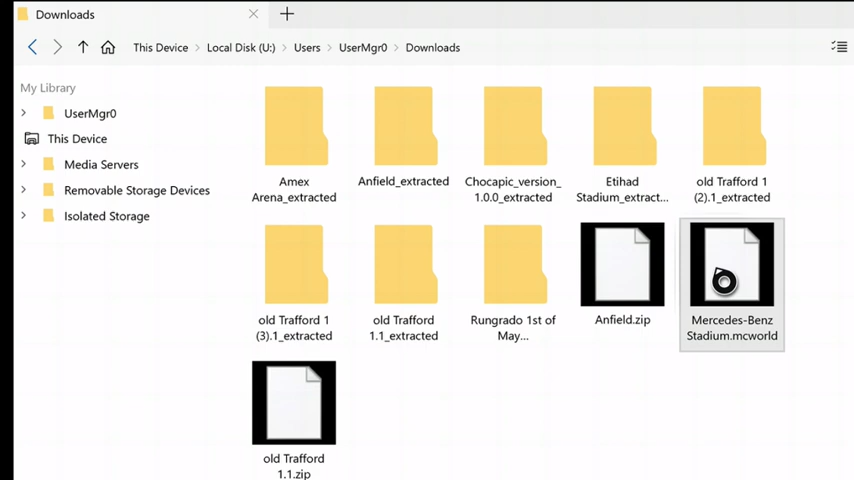 Downloads
This Device
Local Disk (U:)
Users
UserMgr0
Downloads
My Library
UserMgr0
This Device
Media Servers
Removable Storage Devices
Isolated Storage
Amex
Arena_extracted
Anfield_extracted
Chocapic_version_
1.0.0_extracted
Etihad
Stadium_extract...
old Trafford 1
(2).1_extracted
old Trafford 1
(3).1_extracted
old Trafford
1.1_extracted
Rungrado 1st of
May...
Anfield.zip
Mercedes-Benz
Stadium.mcworld
old Trafford
1.1.zip